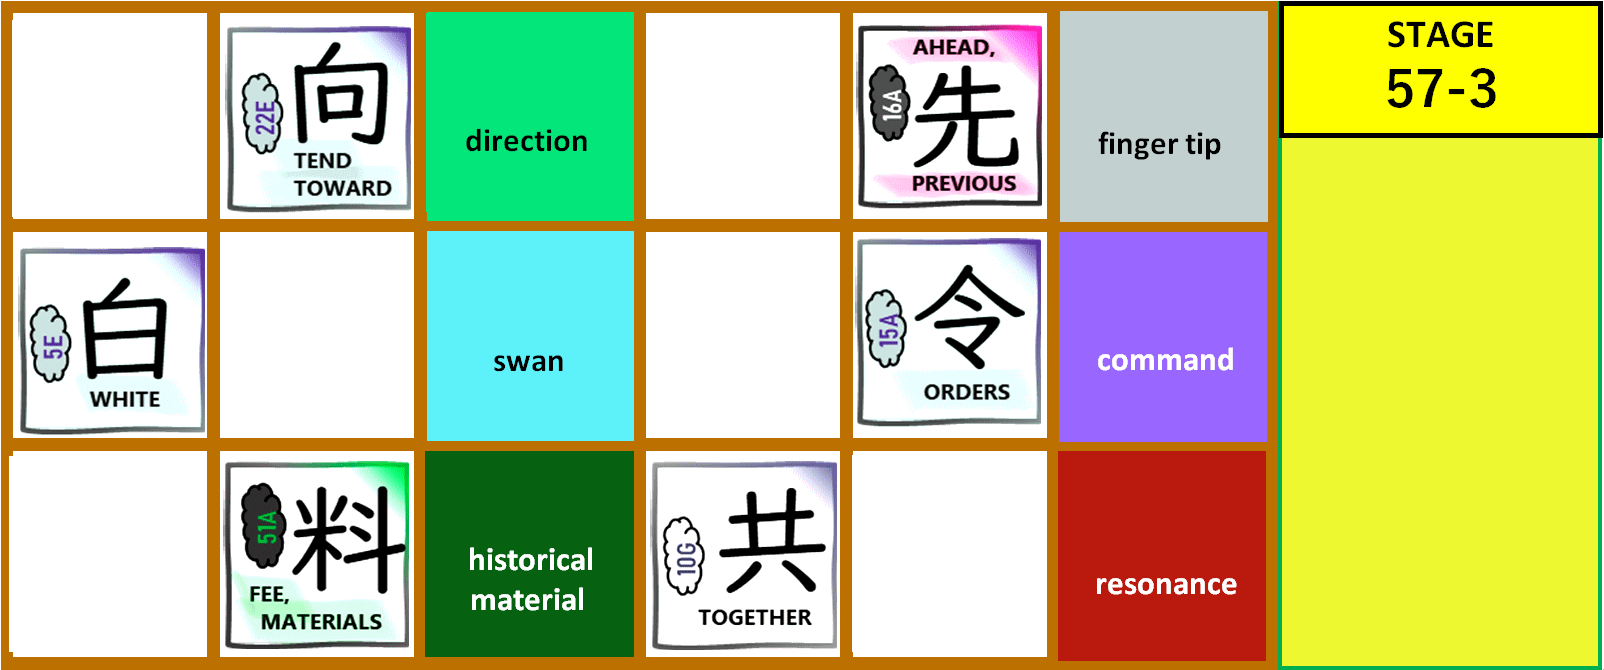 22E
向
TEND
TOWARD
direction
AHEAD,
16A
先
PREVIOUS
finger tip
STAGE
57-3
5E
白
WHITE
swan
15A
令
ORDERS
command
51A
料
FEE,
MATERIALS
historical
material
10G
共
TOGETHER
resonance